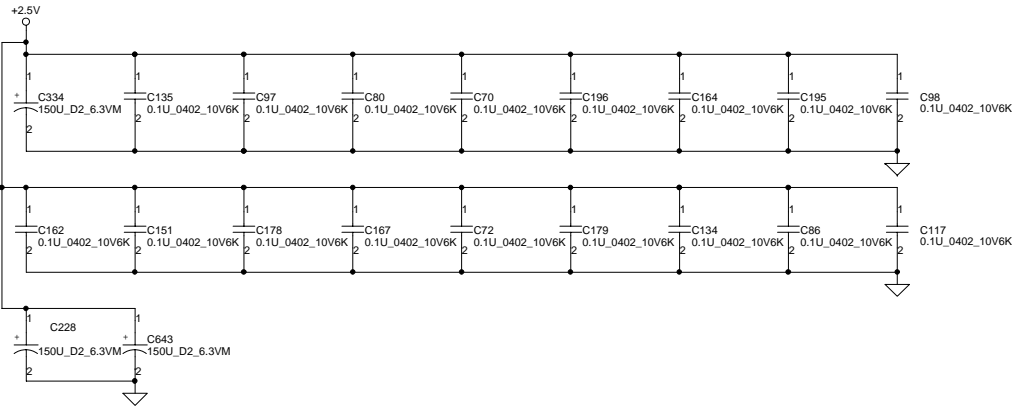 +2.5V
1 1 1 1 1 1 1 1 1
+ C334 C135 C97 C80 C70 C196 C164 C195 C98
150U_D2_6.3VM 0.1U_0402_10V6K 0.1U_0402_10V6K 0.1U_0402_10V6K 0.1U_0402_10V6K 0.1U_0402_10V6K 0.1U_0402_10V6K 0.1U_0402_10V6K 0.1U_0402_10V6K
2 2 2 2 2 2 2 2 2
1 1 1 1 1 1 1 1 1
C162 C151 C178 C167 C72 C179 C134 C86 C117
0.1U_0402_10V6K 0.1U_0402_10V6K 0.1U_0402_10V6K 0.1U_0402_10V6K 0.1U_0402_10V6K 0.1U_0402_10V6K 0.1U_0402_10V6K 0.1U_0402_10V6K 0.1U_0402_10V6K
2 2 2 2 2 2 2 2 2
1 1
C228
+ + C643
150U_D2_6.3VM 150U_D2_6.3VM
2 2